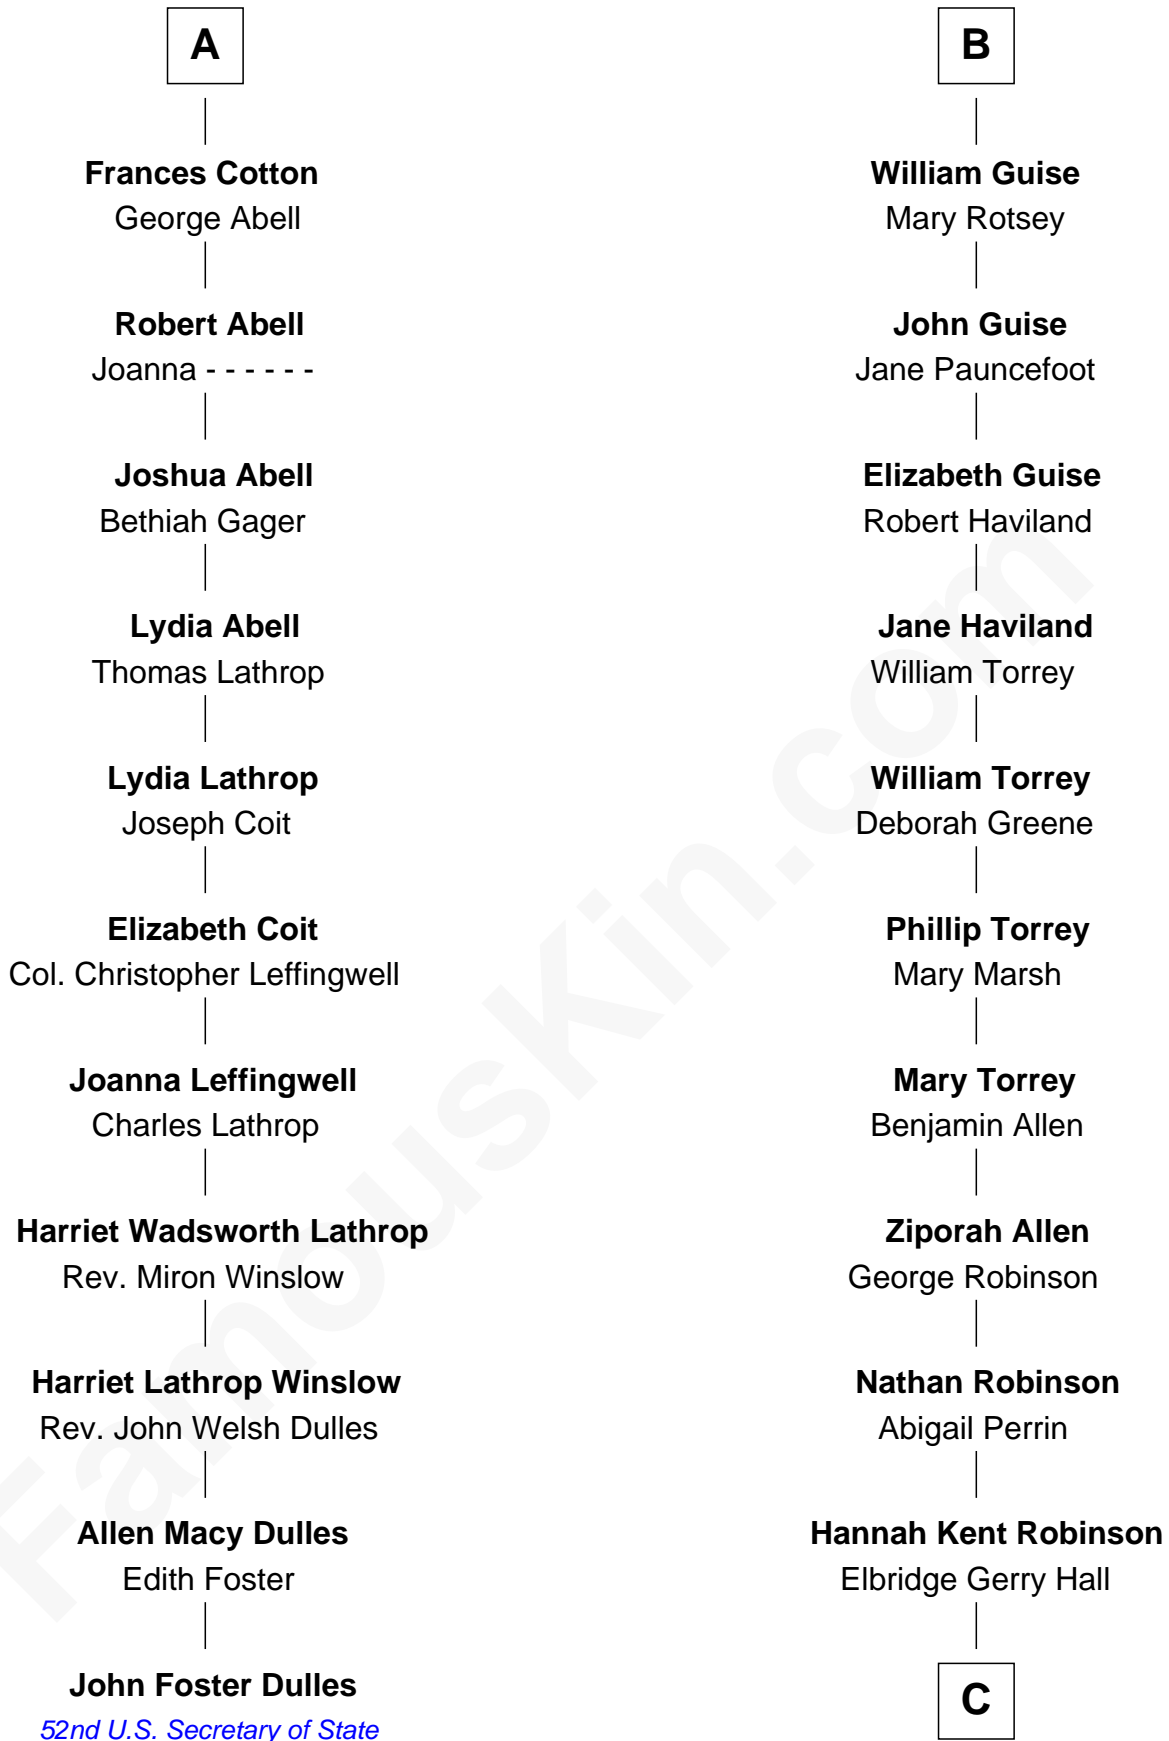 A
Frances Cotton
George Abell
Robert Abell
Joanna - - - - - -
Joshua Abell
Bethiah Gager
Lydia Abell
Thomas Lathrop
Lydia Lathrop
Joseph Coit
Elizabeth Coit
Col. Christopher Leffingwell
Joanna Leffingwell
Charles Lathrop
Harriet Wadsworth Lathrop
Rev. Miron Winslow
Harriet Lathrop Winslow
Rev. John Welsh Dulles
Allen Macy Dulles
Edith Foster
John Foster Dulles
52nd U.S. Secretary of State
B
William Guise
Mary Rotsey
John Guise
Jane Pauncefoot
Elizabeth Guise
Robert Haviland
Jane Haviland
William Torrey
William Torrey
Deborah Greene
Phillip Torrey
Mary Marsh
Mary Torrey
Benjamin Allen
Ziporah Allen
George Robinson
Nathan Robinson
Abigail Perrin
Hannah Kent Robinson
Elbridge Gerry Hall
C
FamousKin.com